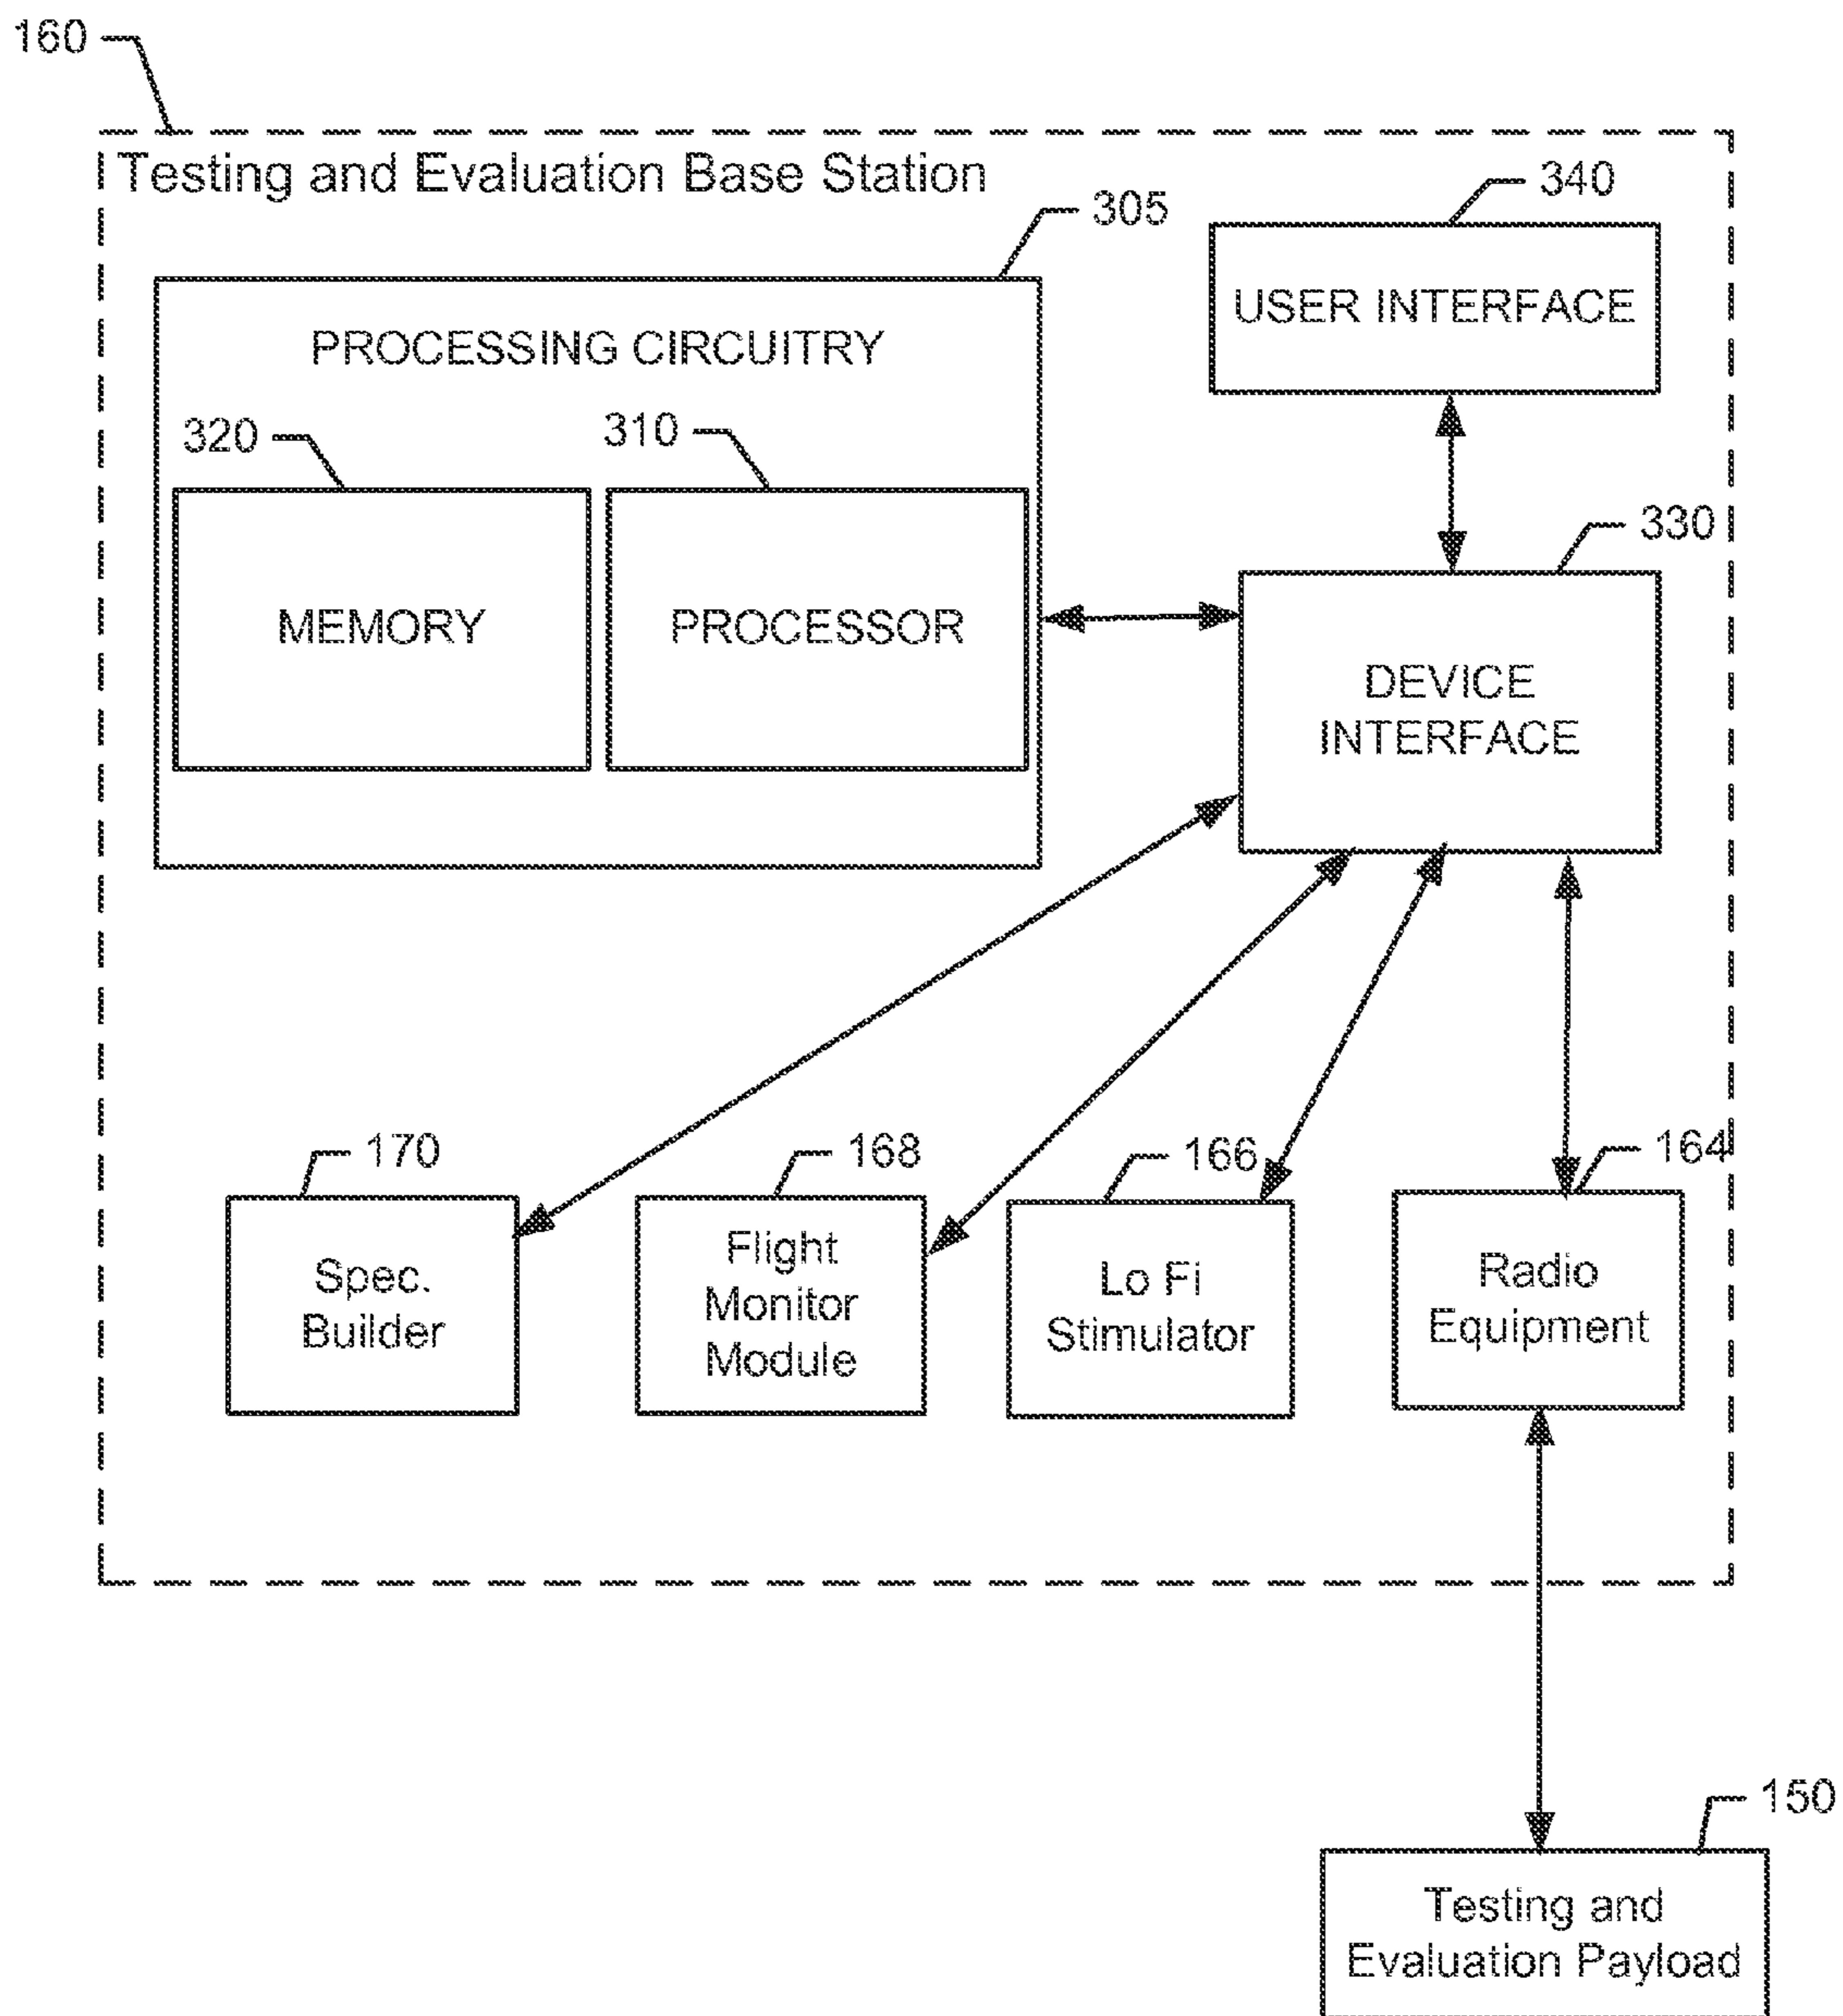 160
Testing and Evaluation Base Station
340
305
USER INTERFACE
PROCESSING CIRCUITRY
320
310
330
MEMORY
PROCESSOR
DEVICE
INTERFACE
170
168
166
164
Spec.
Builder
Flight
Monitor
Module
Lo Fi
Stimulator
Radio
Equipment
150
Testing and
Evaluation Payload